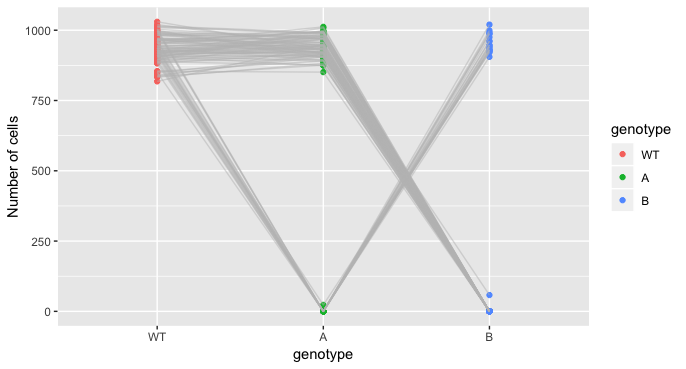 Number of cells
1000
750
500
250
0
WT
A
B
genotype
genotype
WT
A
B